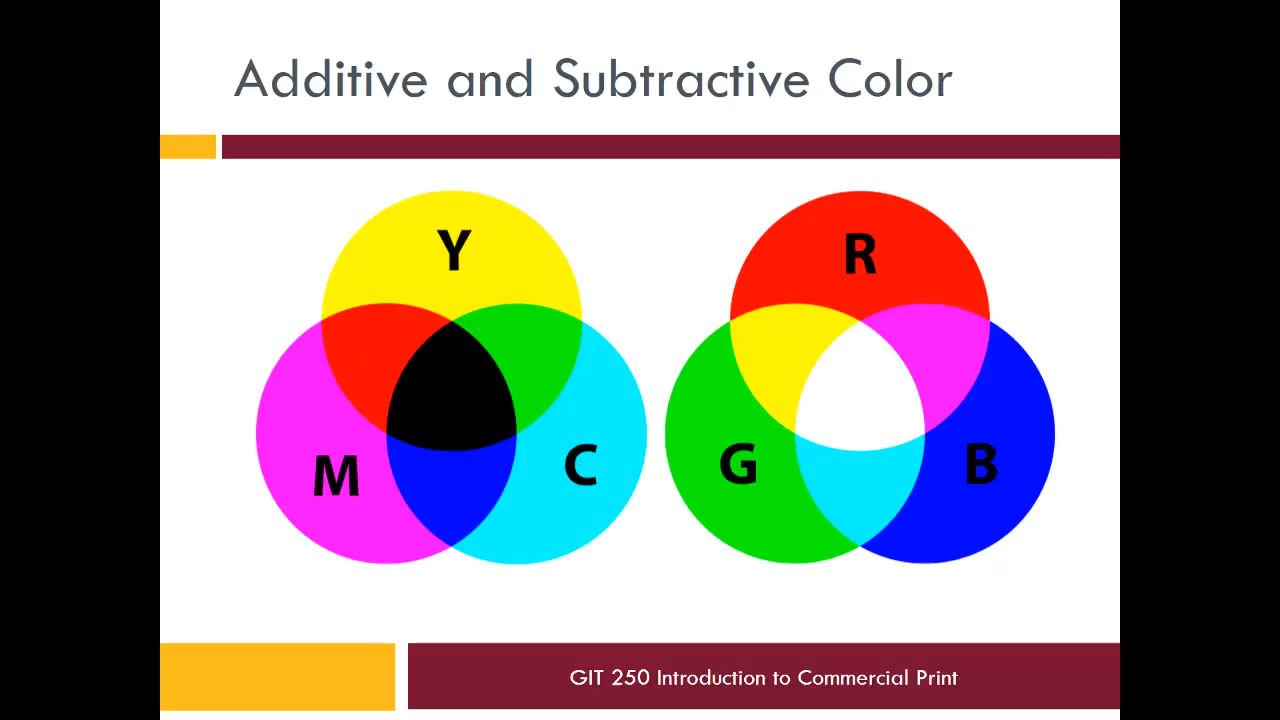 Additive and Subtractive Color
Y
M
C
R
G
B
GIT 250 Introduction to Commercial Print